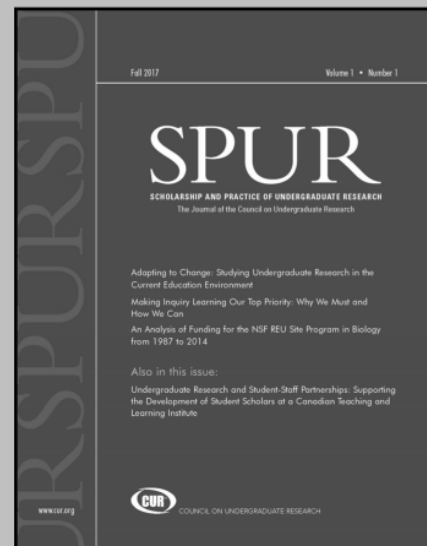 Fall 2017
Volume 1 • Number 1
SPUR
SCHOLARSHIP AND PRACTICE OF UNDERGRADUATE RESEARCH
The Journal of the Council on Undergraduate Research
Adapting to Change: Studying Undergraduate Research in the
Current Education Environment
Making Inquiry Learning Our Top Priority: Why We Must and
How We Can
An Analysis of Funding for the NSF REU Site Program in Biology
from 1987 to 2014
Also in this issue:
Undergraduate Research and Student-Staff Partnerships: Supporting
the Development of Student Scholars at a Canadian Teaching and
Learning Institute
CUR
COUNCIL ON UNDERGRADUATE RESEARCH
www.cur.org
URSPURSPU